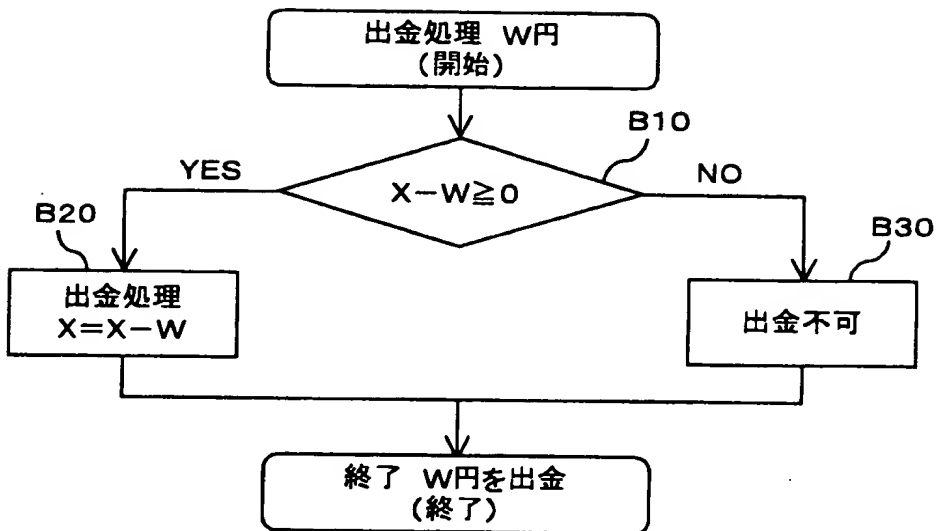 出金処理 W円
(開始)
B10
YES
X－W≧0
NO
B20
B30
出金処理
X＝X－W
出金不可
終了 W円を出金
(終了)